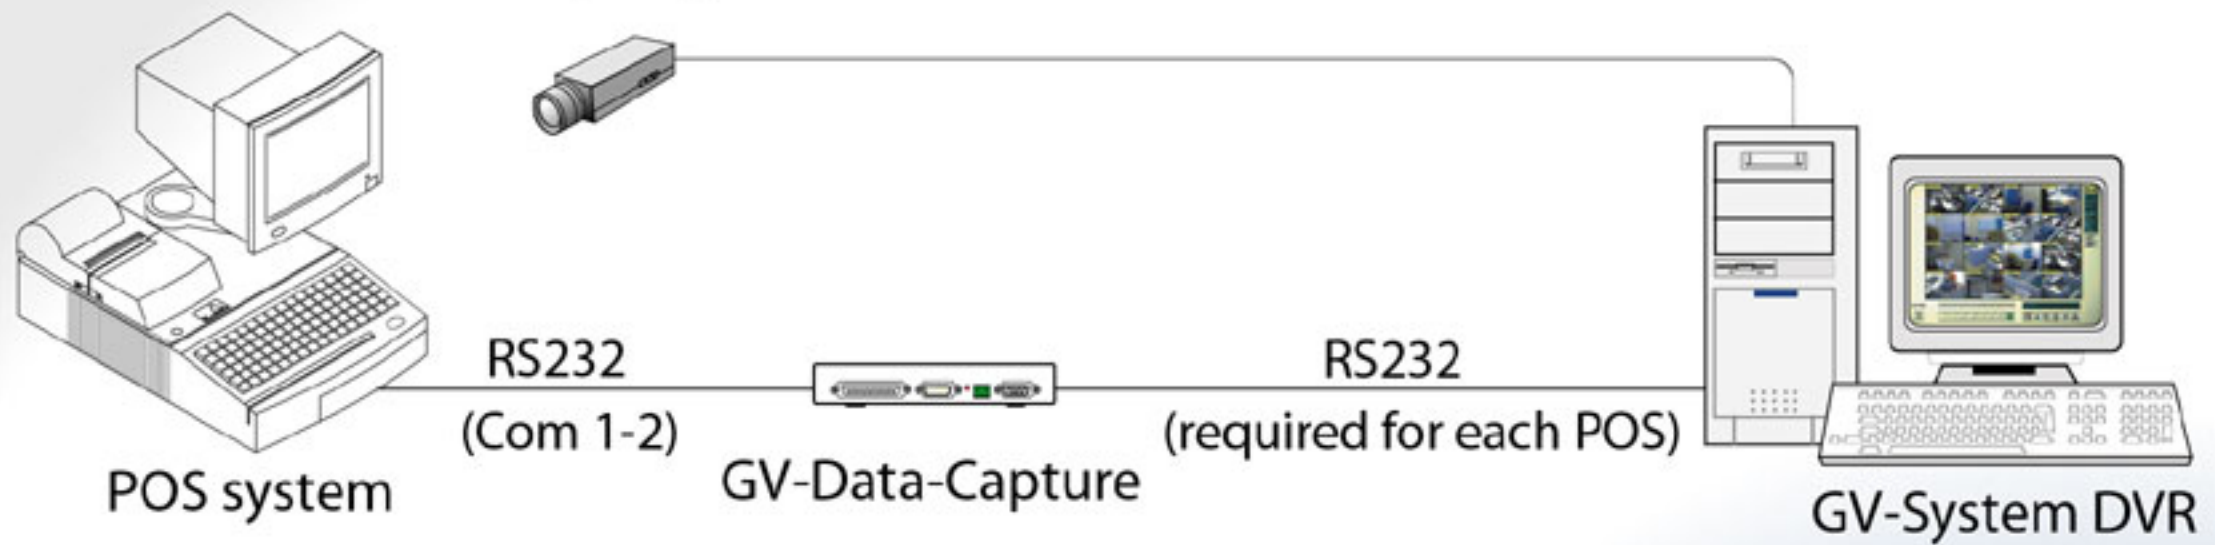 RS232
(Com 1-2)
RS232
(required for each POS)
POS system
GV-Data-Capture
GV-System DVR